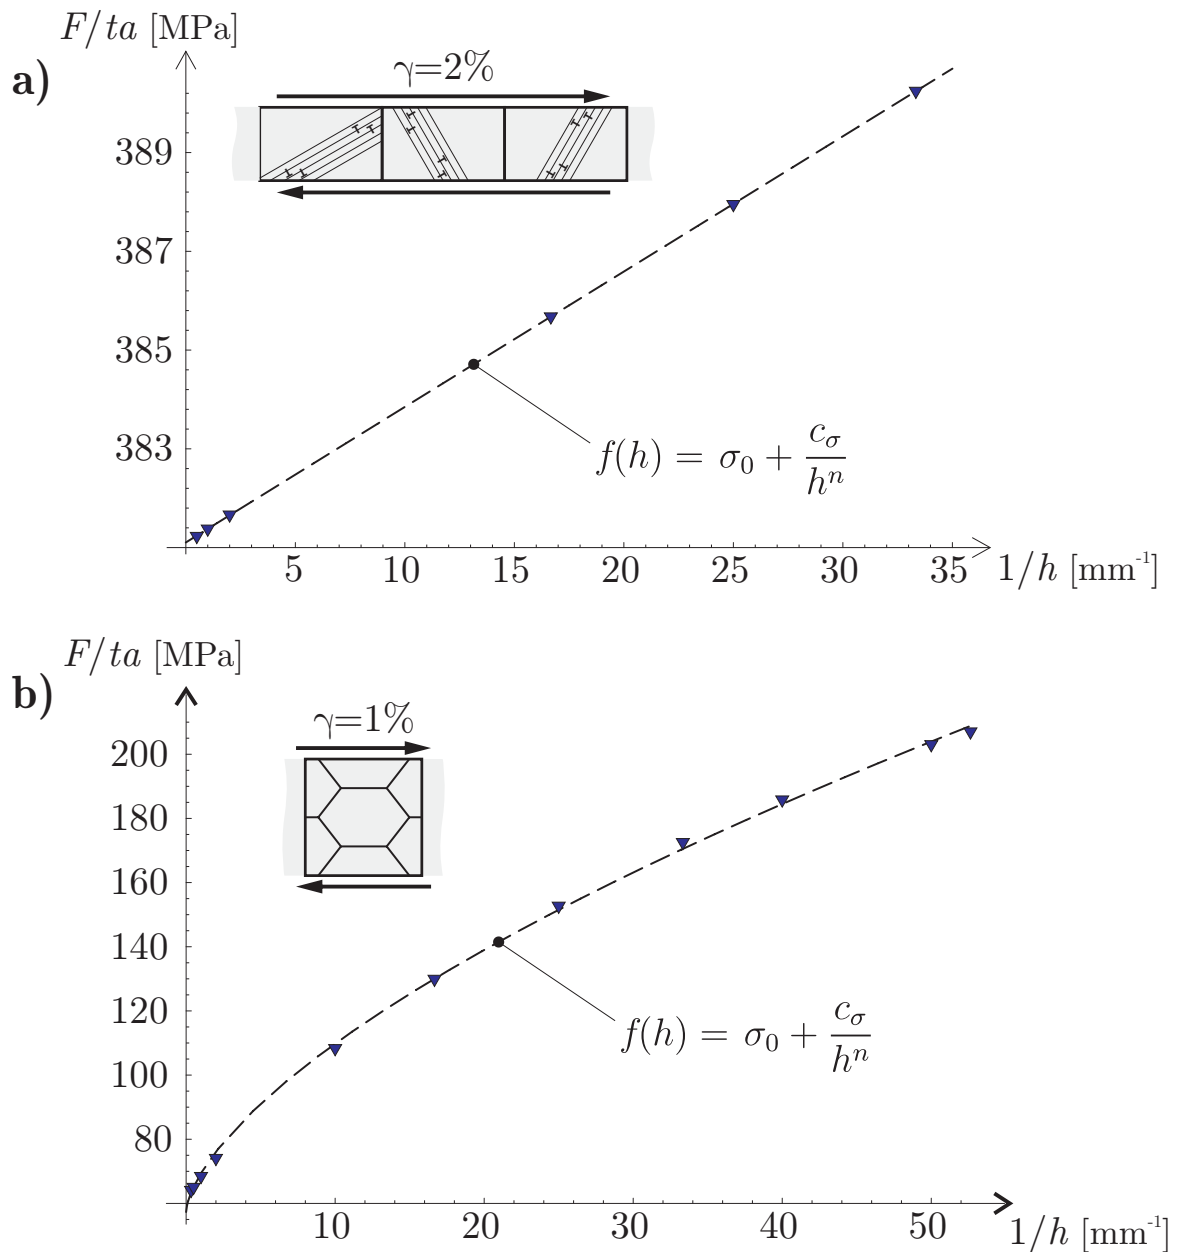 F/ta [MPa]
a)
γ=2%
389
387
385
383
f(h) = σ₀ + c_σ/hⁿ
5 10 15 20 25 30 35 1/h [mm⁻¹]
F/ta [MPa]
b)
γ=1%
200
180
160
140
120
100
80
f(h) = σ₀ + c_σ/hⁿ
10 20 30 40 50 1/h [mm⁻¹]